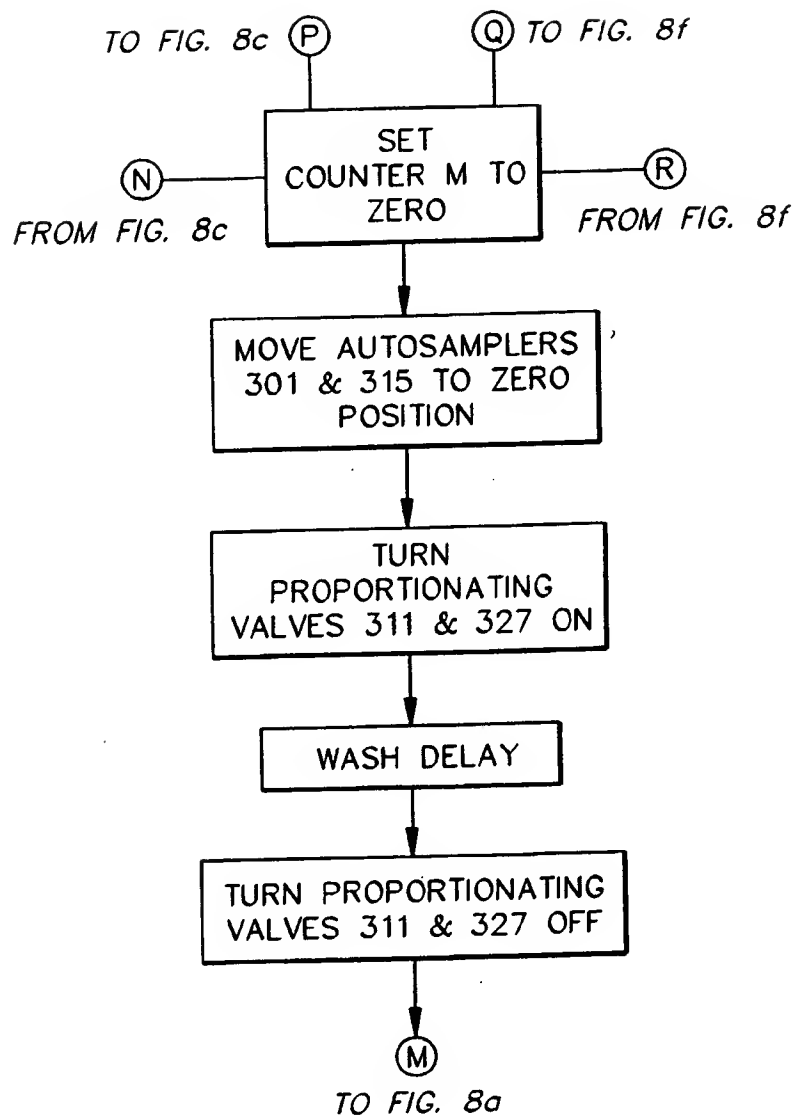 TO FIG. 8c P
Q TO FIG. 8f
SET
COUNTER M TO
ZERO
N
FROM FIG. 8c
R
FROM FIG. 8f
MOVE AUTOSAMPLERS
301 & 315 TO ZERO
POSITION
TURN
PROPORTIONATING
VALVES 311 & 327 ON
WASH DELAY
TURN PROPORTIONATING
VALVES 311 & 327 OFF
M
TO FIG. 8a